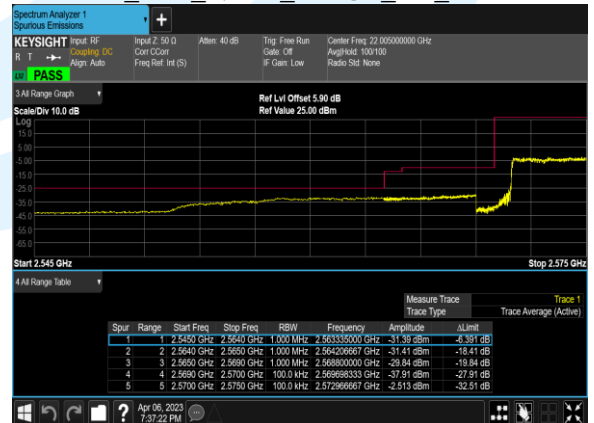 Spectrum Analyzer 1
Spurious Emissions
+
KEYSIGHT Input: RF Input Z: 50 Ω Atten: 40 dB Trig: Free Run Center Freq: 22.005000000 GHz
R T Coupling: DC Corr CCorr Gate: Off Avg|Hold: 100/100
Align: Auto Freq Ref: Int (S) IF Gain: Low Radio Std: None
PASS
3 All Range Graph
Ref Lvl Offset 5.90 dB
Scale/Div 10.0 dB Ref Value 25.00 dBm
Log
15.0
5.00
-5.00
-15.0
-25.0
-35.0
-45.0
-55.0
-65.0
Start 2.545 GHz Stop 2.575 GHz
4 All Range Table
Measure Trace Trace 1
Trace Type Trace Average (Active)
Spur Range Start Freq Stop Freq RBW Frequency Amplitude ΔLimit
1 1 2.5450 GHz 2.5640 GHz 1.000 MHz 2.563335000 GHz -31.39 dBm -6.391 dB
2 2 2.5640 GHz 2.5650 GHz 1.000 MHz 2.564206667 GHz -31.41 dBm -18.41 dB
3 3 2.5650 GHz 2.5690 GHz 1.000 MHz 2.568800000 GHz -29.84 dBm -19.84 dB
4 4 2.5690 GHz 2.5700 GHz 100.0 kHz 2.569698333 GHz -37.91 dBm -27.91 dB
5 5 2.5700 GHz 2.5750 GHz 100.0 kHz 2.572966667 GHz -2.513 dBm -32.51 dB
? Apr 06, 2023
7:37:22 PM